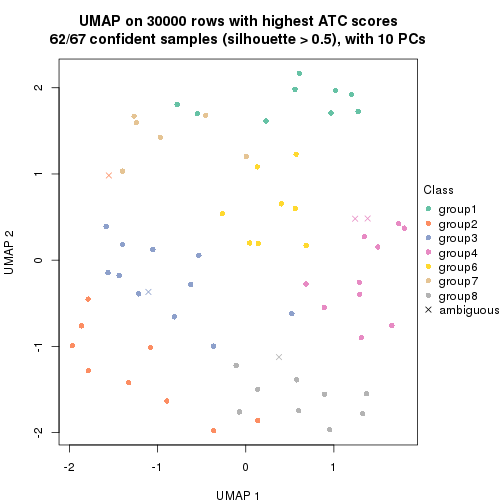 UMAP on 30000 rows with highest ATC scores
62/67 confident samples (silhouette > 0.5), with 10 PCs
UMAP 2
2
1
0
-1
-2
-2
-1
0
1
UMAP 1
Class
group1
group2
group3
group4
group6
group7
group8
ambiguous